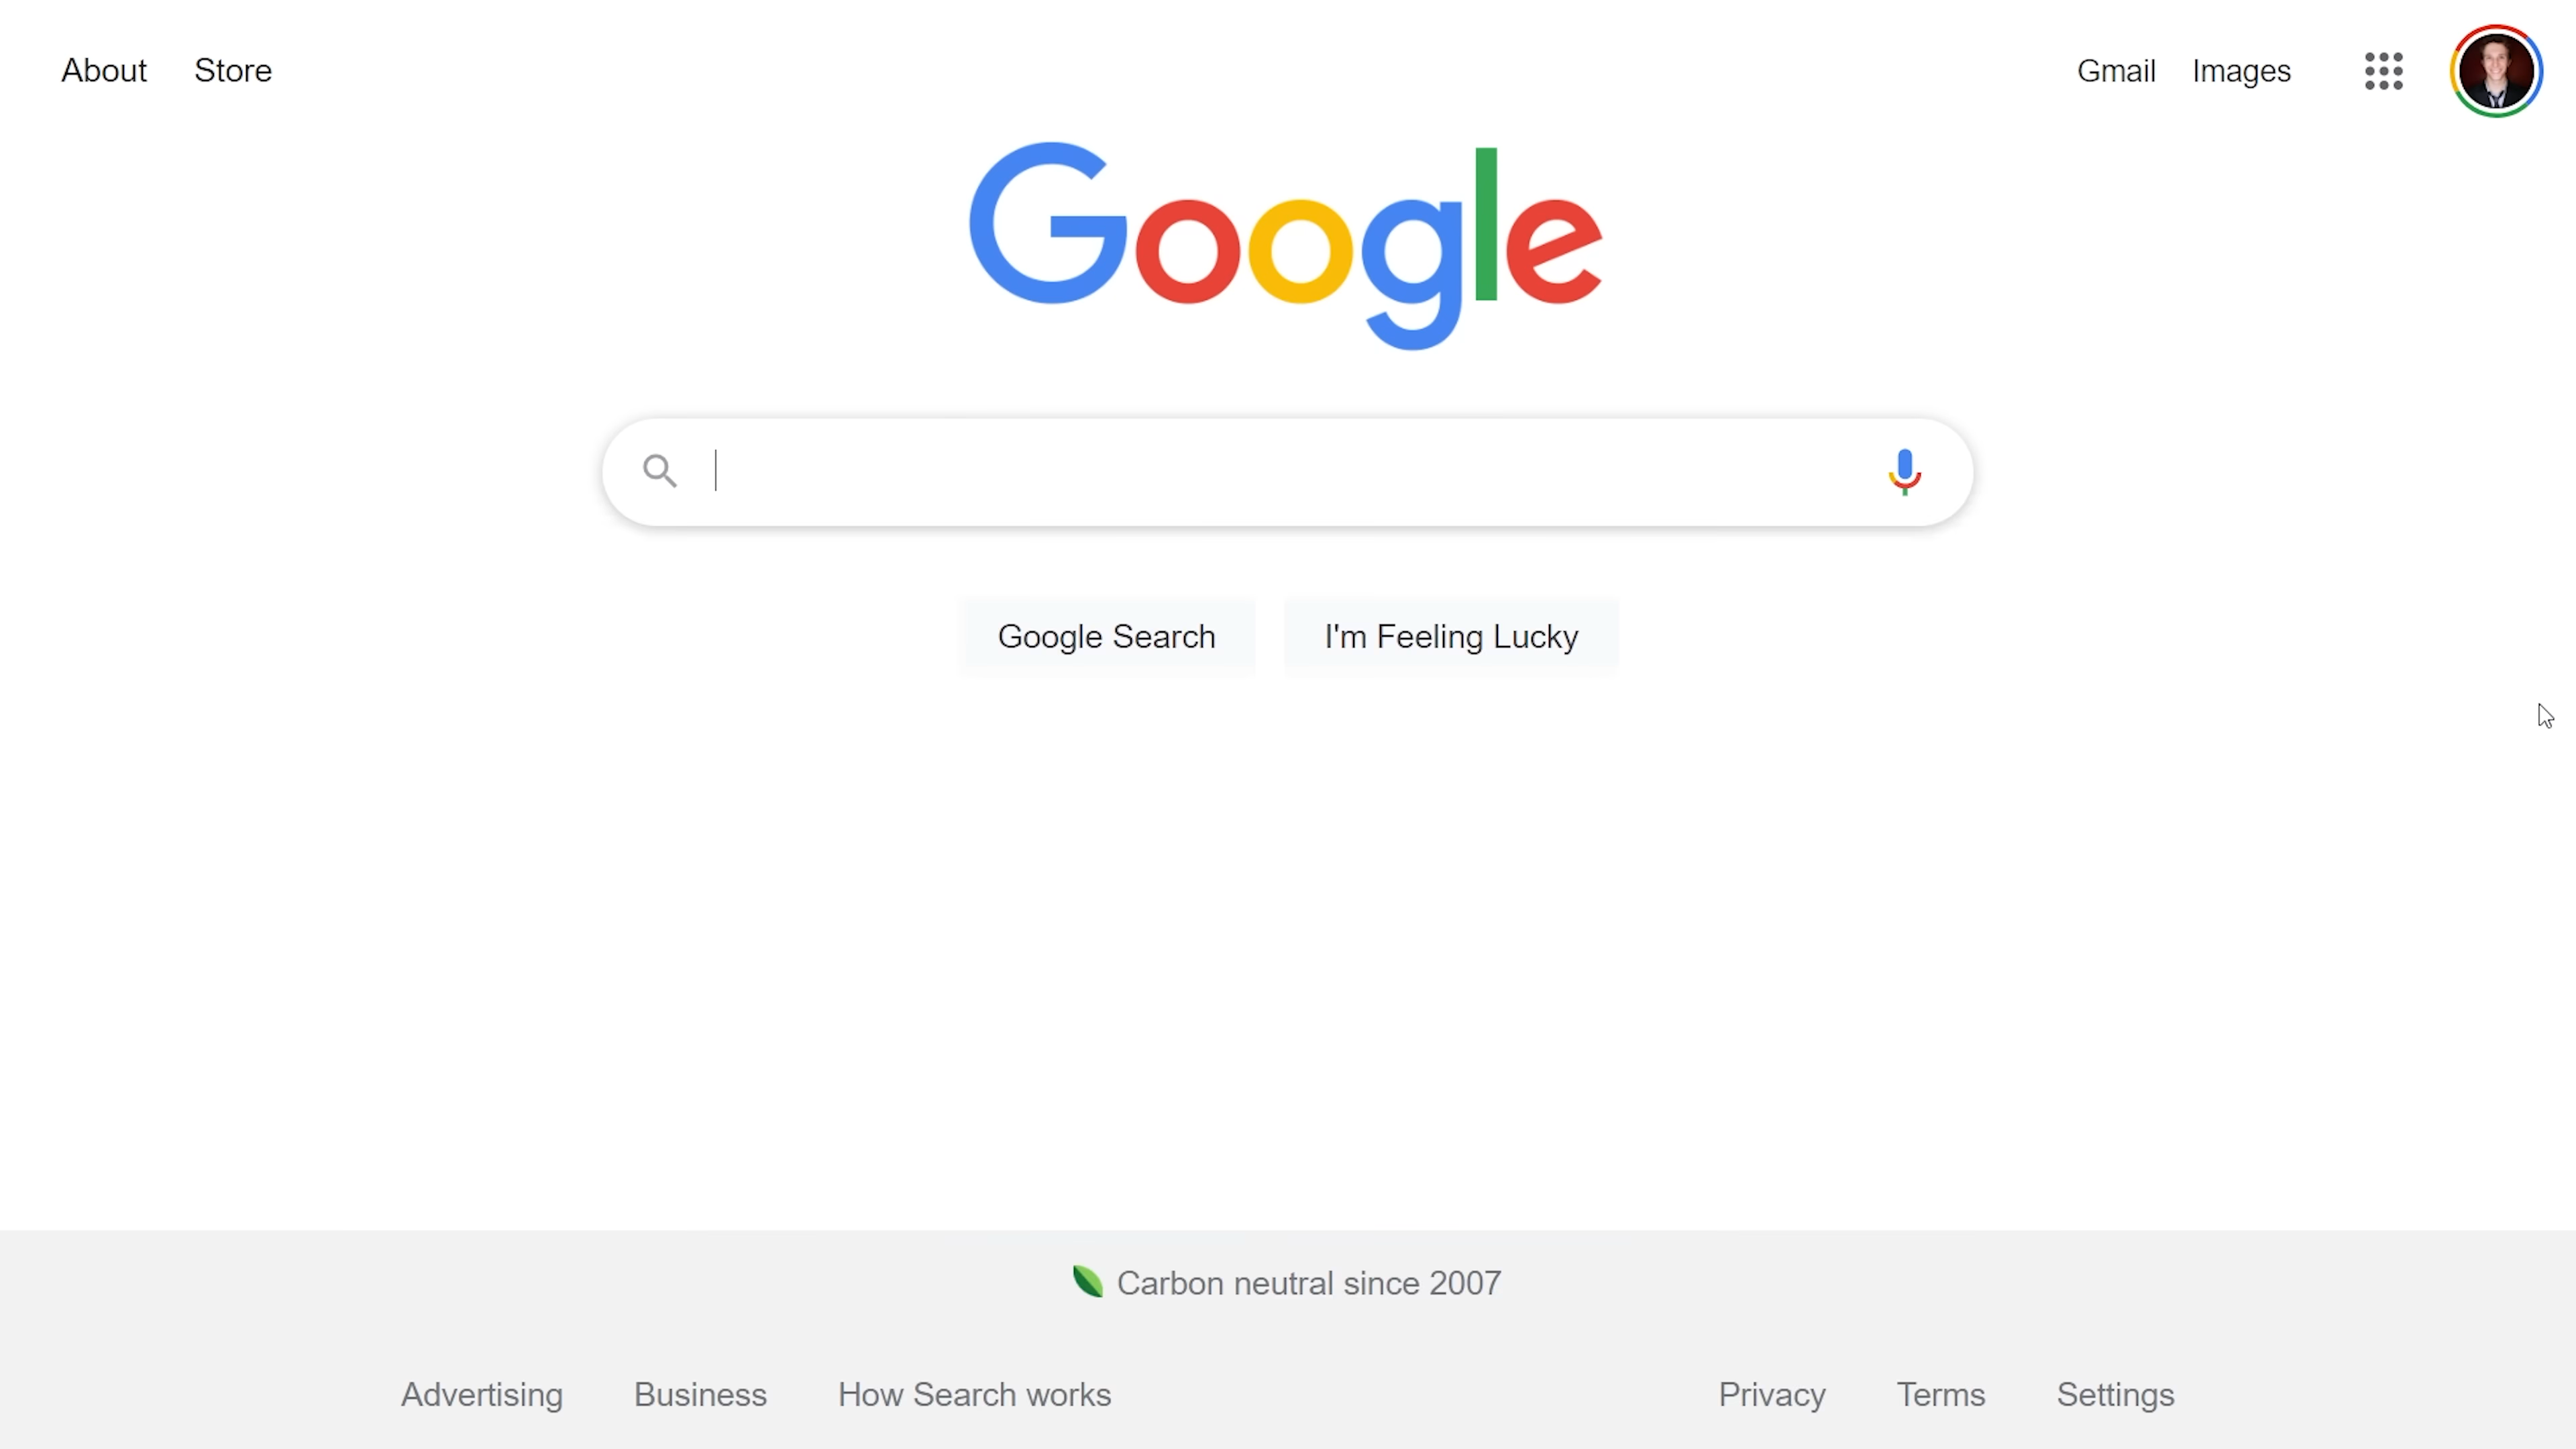 About Store Gmail Images
Google
Google Search I'm Feeling Lucky
Carbon neutral since 2007
Advertising Business How Search works Privacy Terms Settings